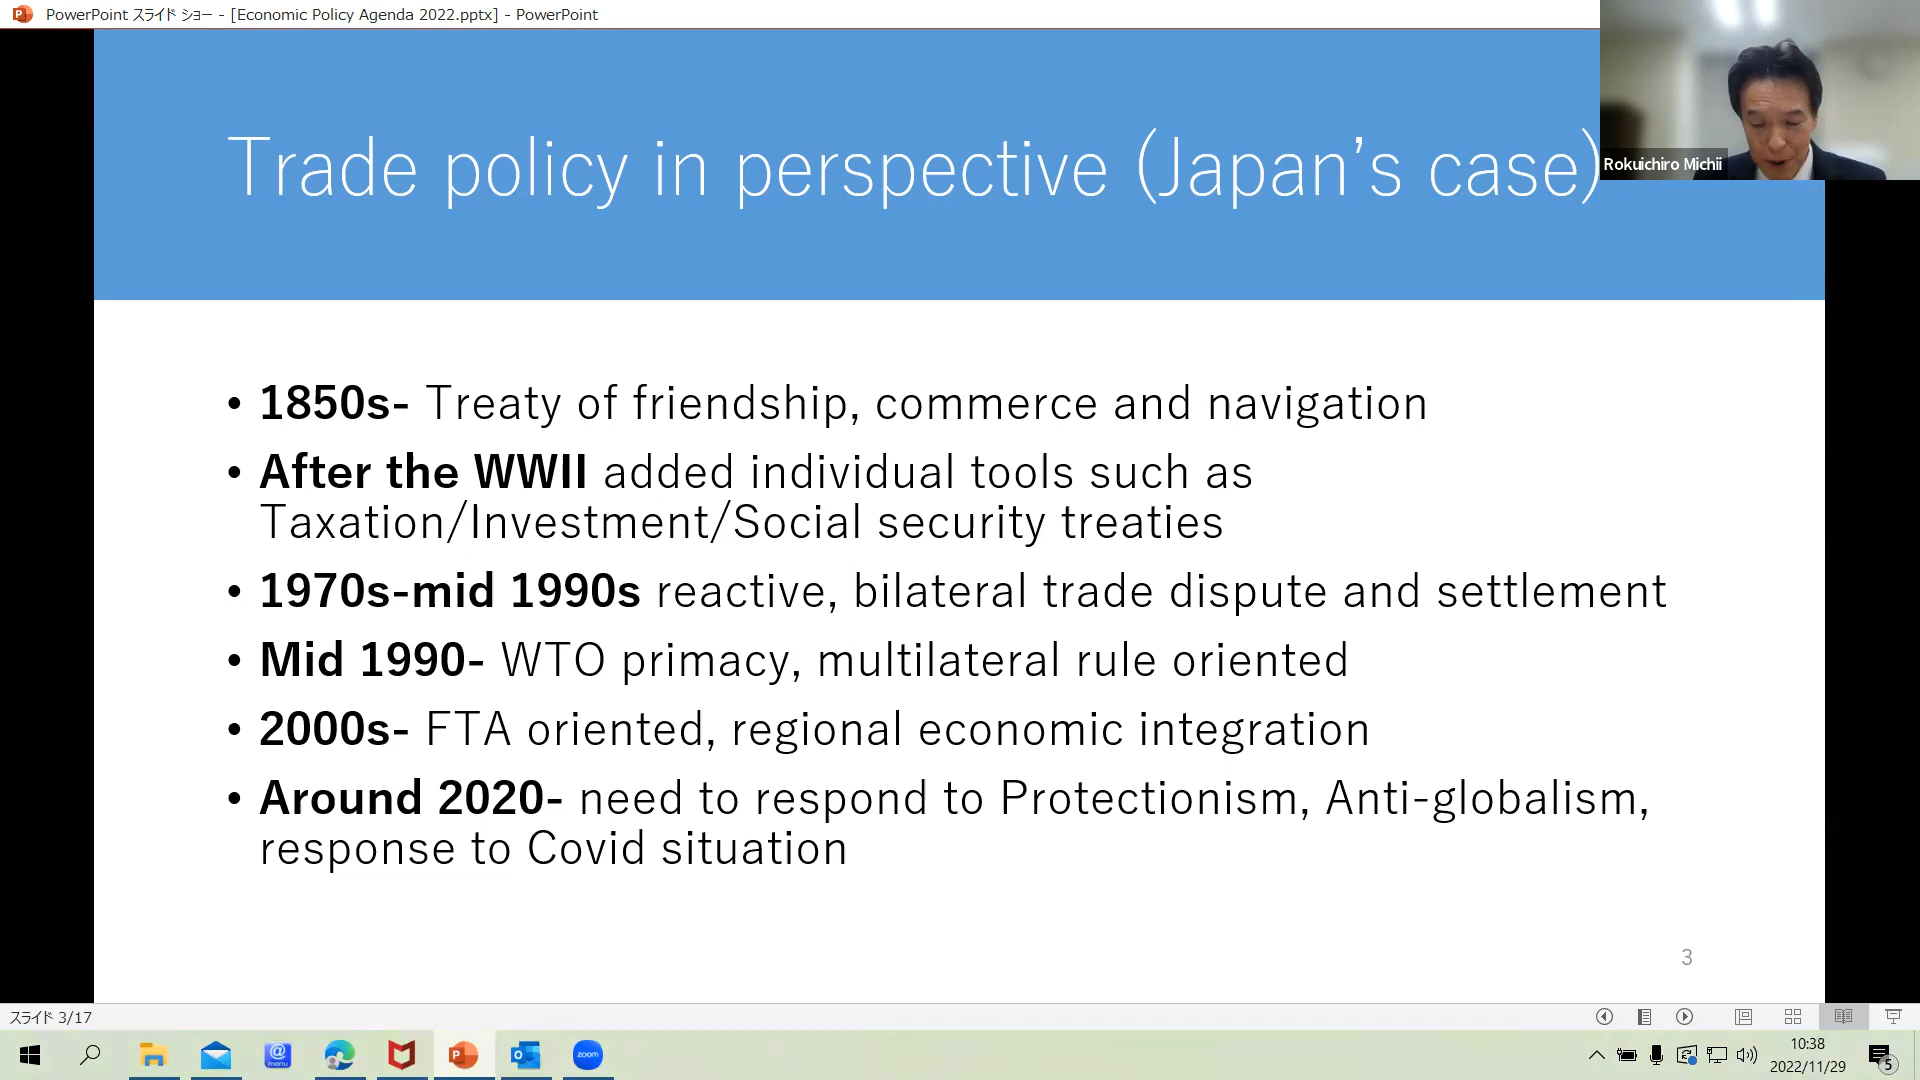 PowerPoint スライド ショー - [Economic Policy Agenda 2022.pptx] - PowerPoint
Trade policy in perspective (Japan’s case)
Rokuichiro Michii
• 1850s- Treaty of friendship, commerce and navigation
• After the WWII added individual tools such as
Taxation/Investment/Social security treaties
• 1970s-mid 1990s reactive, bilateral trade dispute and settlement
• Mid 1990- WTO primacy, multilateral rule oriented
• 2000s- FTA oriented, regional economic integration
• Around 2020- need to respond to Protectionism, Anti-globalism,
response to Covid situation
3
スライド 3/17
@
menu
zoom
10:38
2022/11/29
5